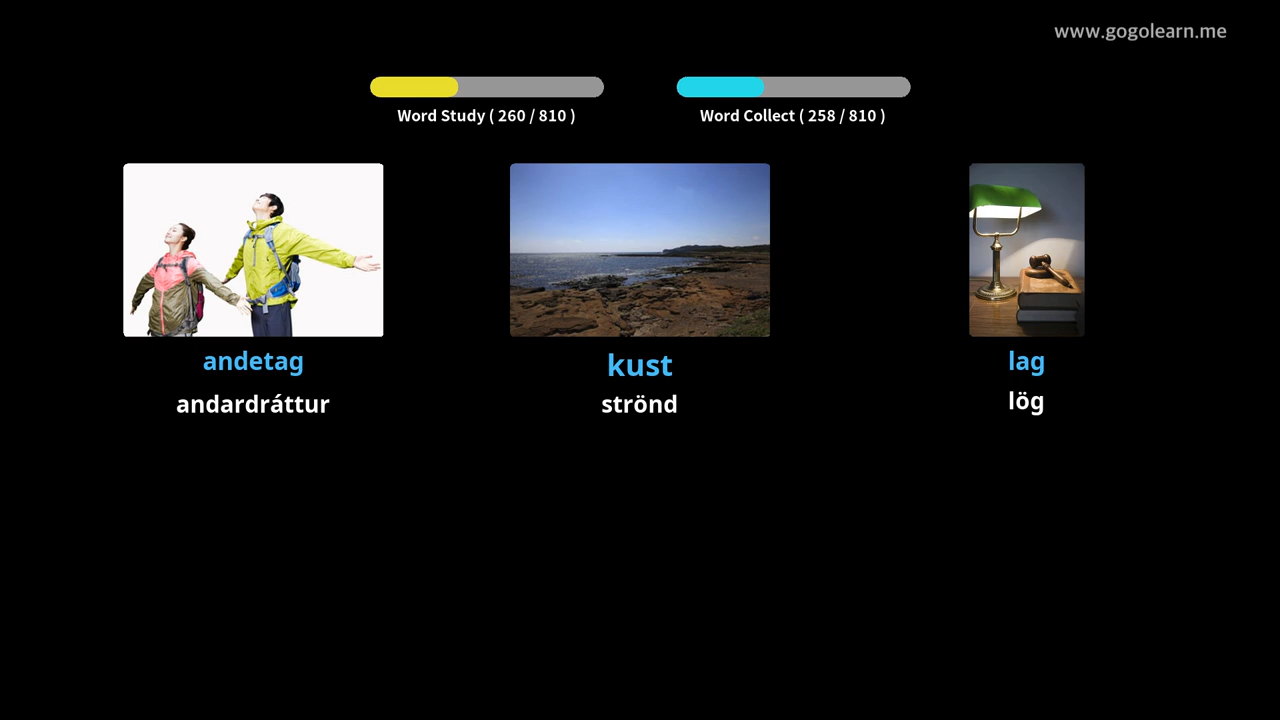 www.gogolearn.me
Word Study ( 260 / 810 )
Word Collect ( 258 / 810 )
andetag
kust
lag
andardráttur
strönd
lög